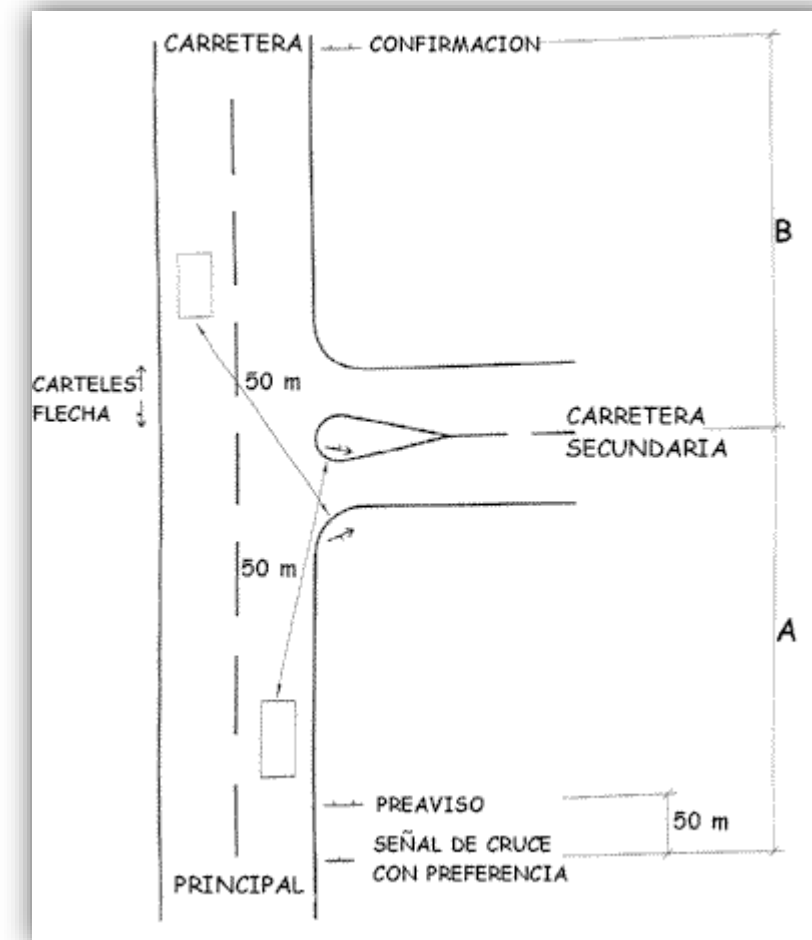 CARRETERA
CONFIRMACION
B
50 m
CARTELES
FLECHA
CARRETERA
SECUNDARIA
50 m
A
PREAVISO
50 m
SEÑAL DE CRUCE
CON PREFERENCIA
PRINCIPAL